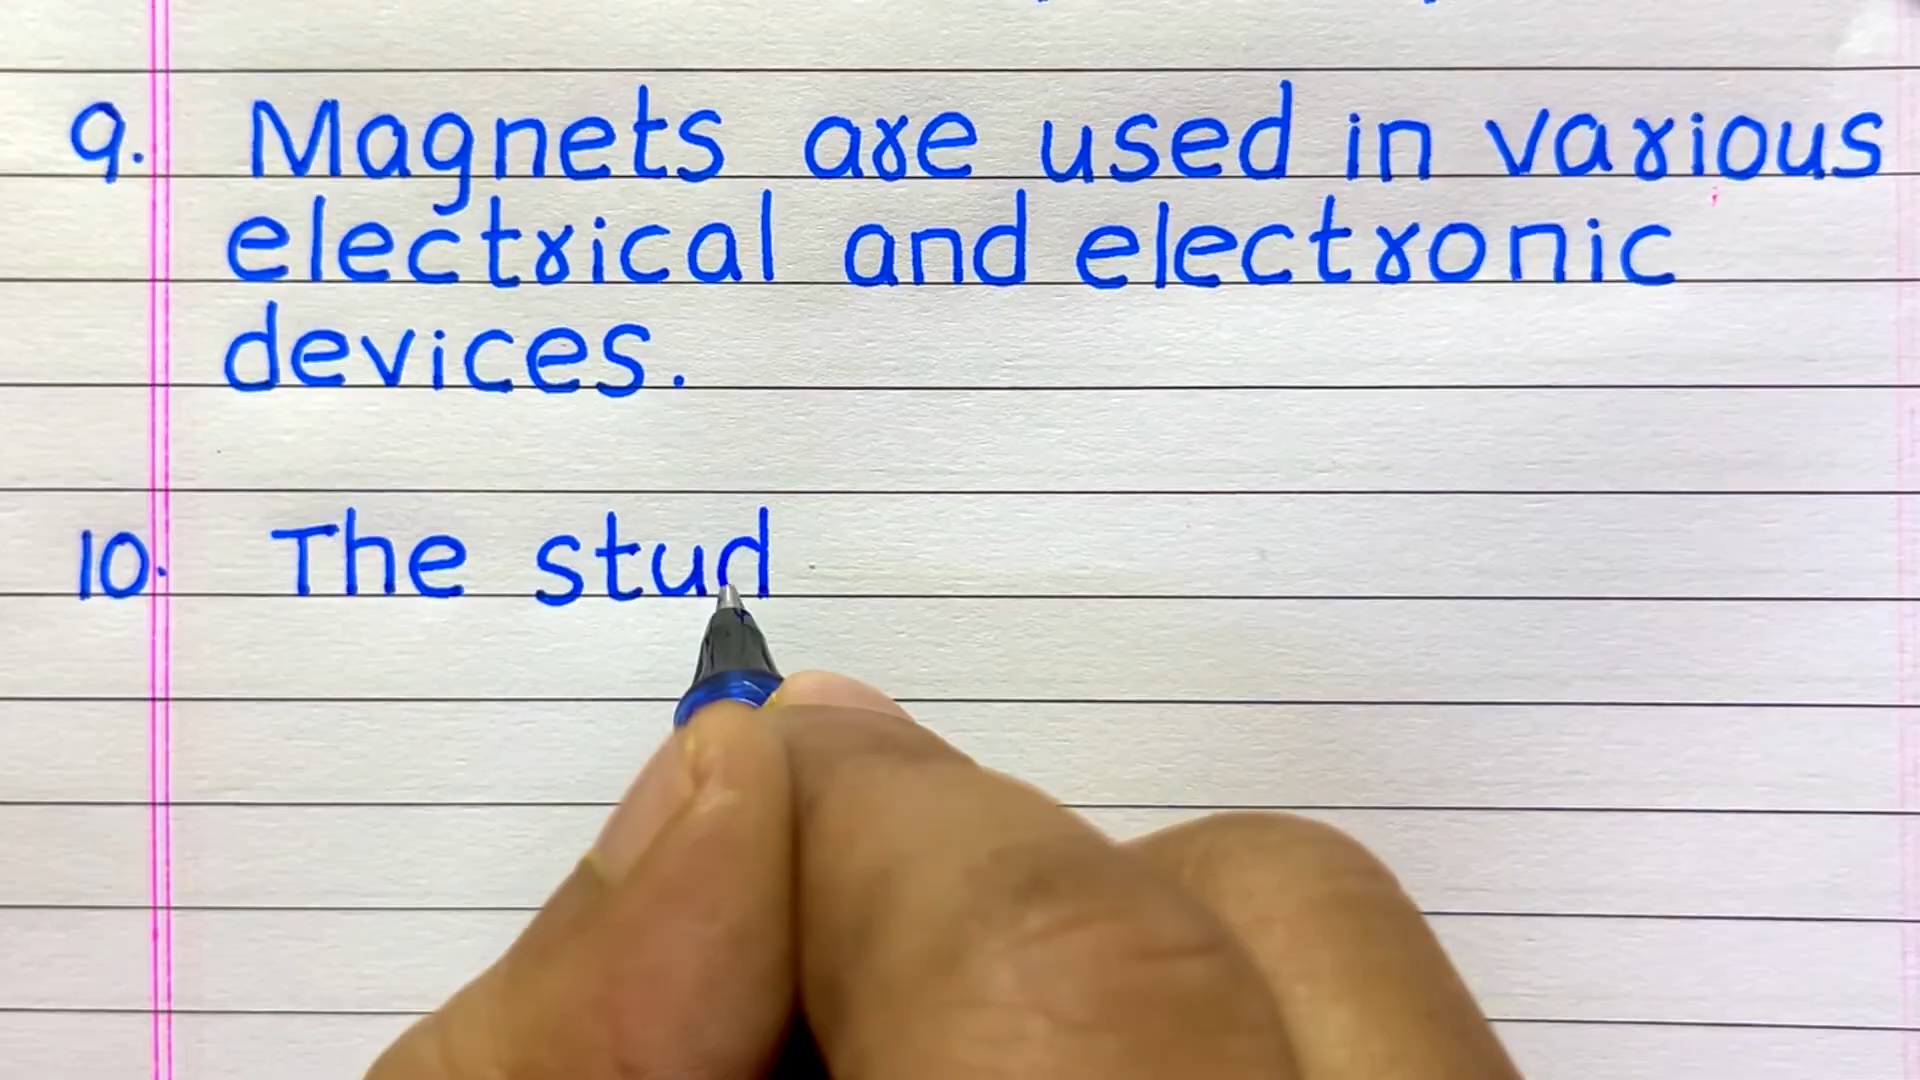 9. Magnets are used in various
electrical and electronic
devices.
10. The stud